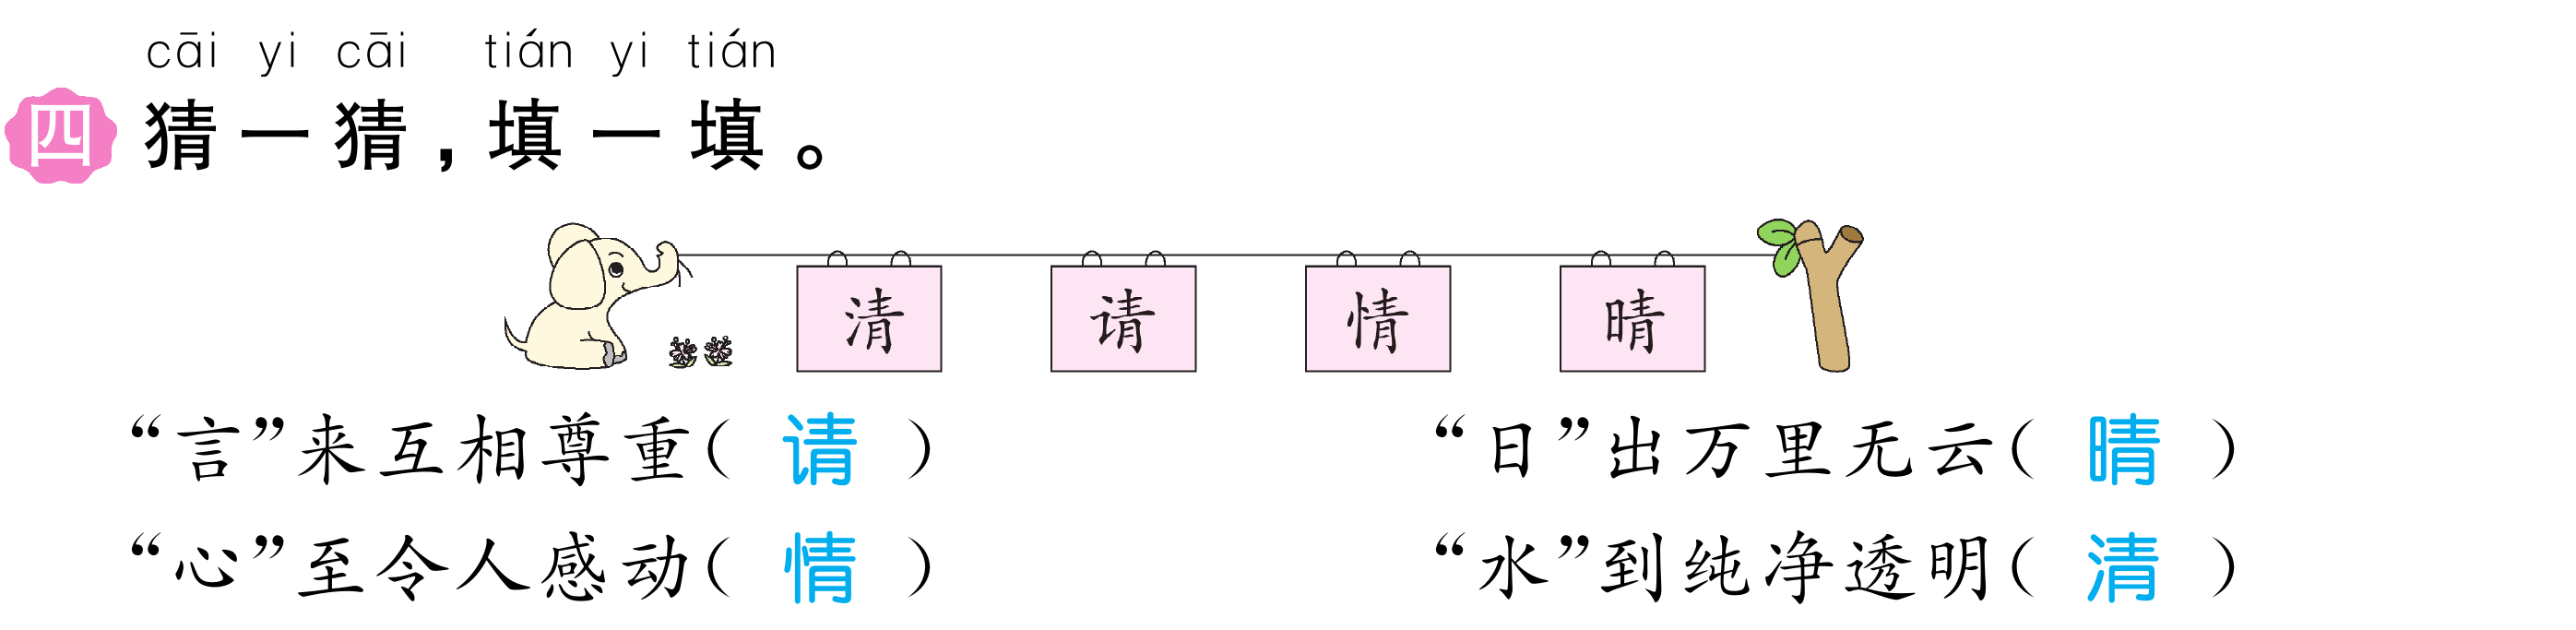 cāi yi cāi tián yi tián
四 猜一猜,填一填。
清 请 情 晴
“言”来互相尊重( 请 ) “日”出万里无云( 晴 )
“心”至令人感动( 情 ) “水”到纯净透明( 清 )